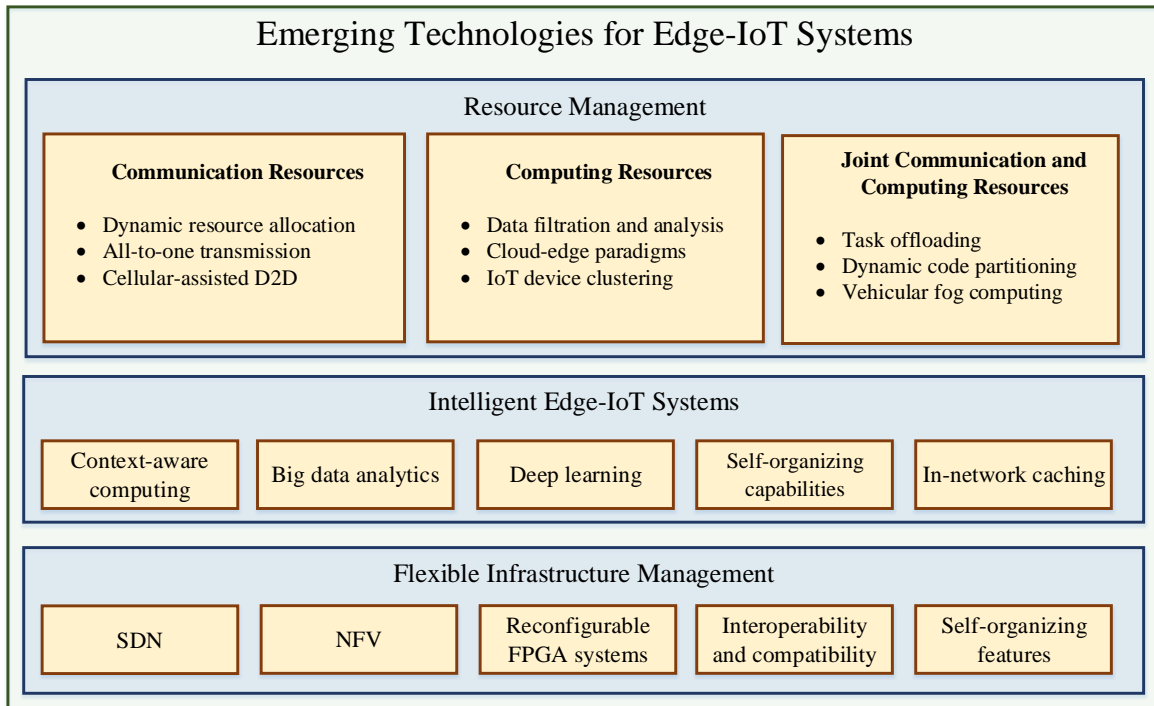 Emerging Technologies for Edge-IoT Systems
Resource Management
Communication Resources
• Dynamic resource allocation
• All-to-one transmission
• Cellular-assisted D2D
Computing Resources
• Data filtration and analysis
• Cloud-edge paradigms
• IoT device clustering
Joint Communication and
Computing Resources
• Task offloading
• Dynamic code partitioning
• Vehicular fog computing
Intelligent Edge-IoT Systems
Context-aware
computing
Big data analytics
Deep learning
Self-organizing
capabilities
In-network caching
Flexible Infrastructure Management
SDN
NFV
Reconfigurable
FPGA systems
Interoperability
and compatibility
Self-organizing
features